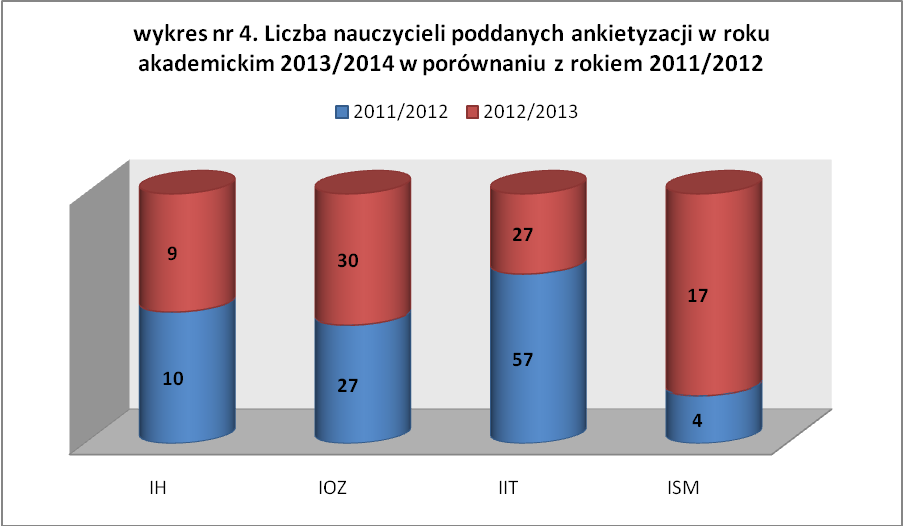 wykres nr 4. Liczba nauczycieli poddanych ankietyzacji w roku
akademickim 2013/2014 w porównaniu z rokiem 2011/2012
2011/2012 2012/2013
9 30 27 17
10 27 57 4
IH IOZ IIT ISM